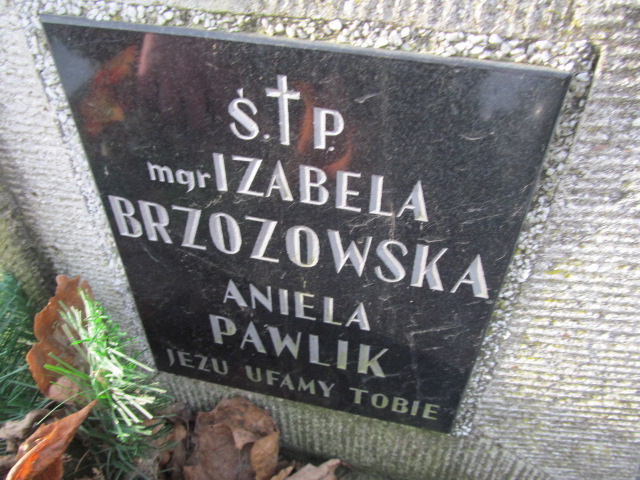 Ś. P.
mgr IZABELA
BRZOZOWSKA
ANIELA
PAWLIK
JEZU UFAMY TOBIE